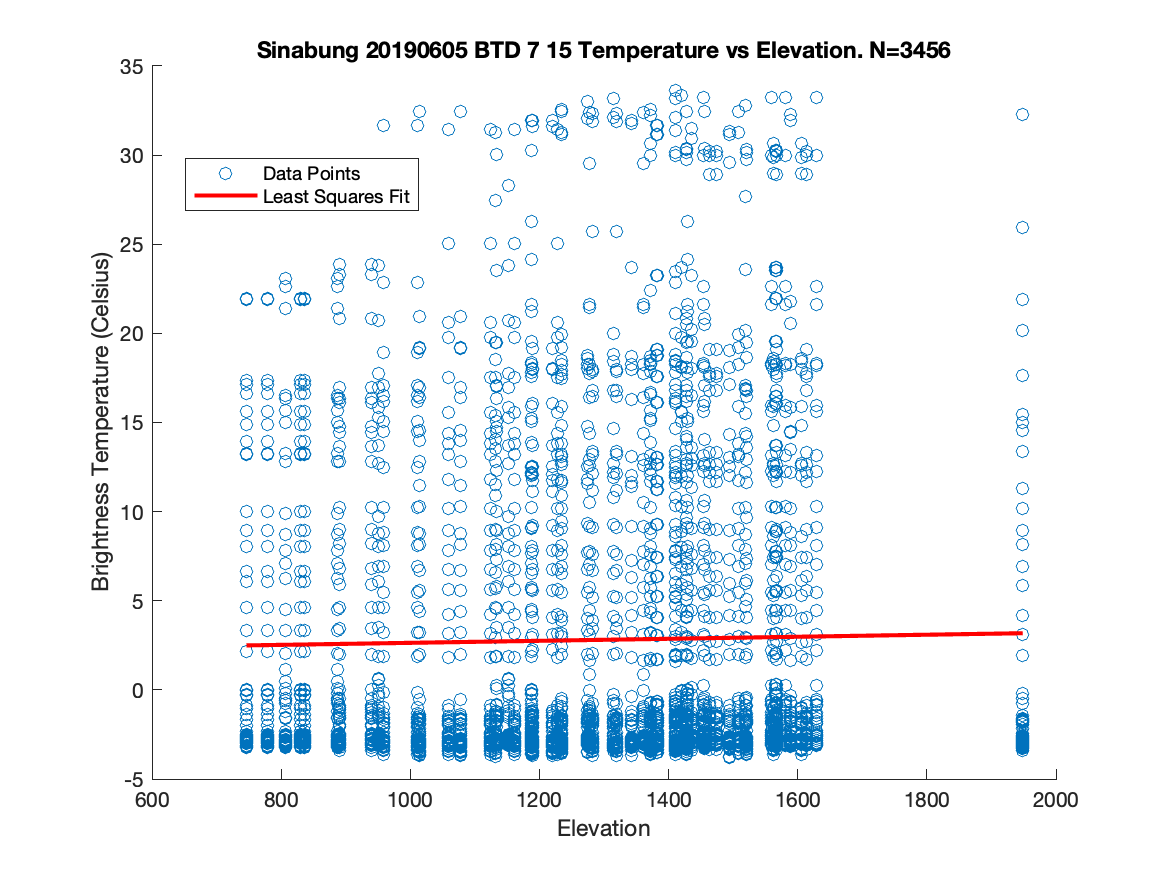 Sinabung 20190605 BTD 7 15 Temperature vs Elevation. N=3456
35
30
25
20
15
10
5
0
-5
Brightness Temperature (Celsius)
Data Points
Least Squares Fit
600 800 1000 1200 1400 1600 1800 2000
Elevation